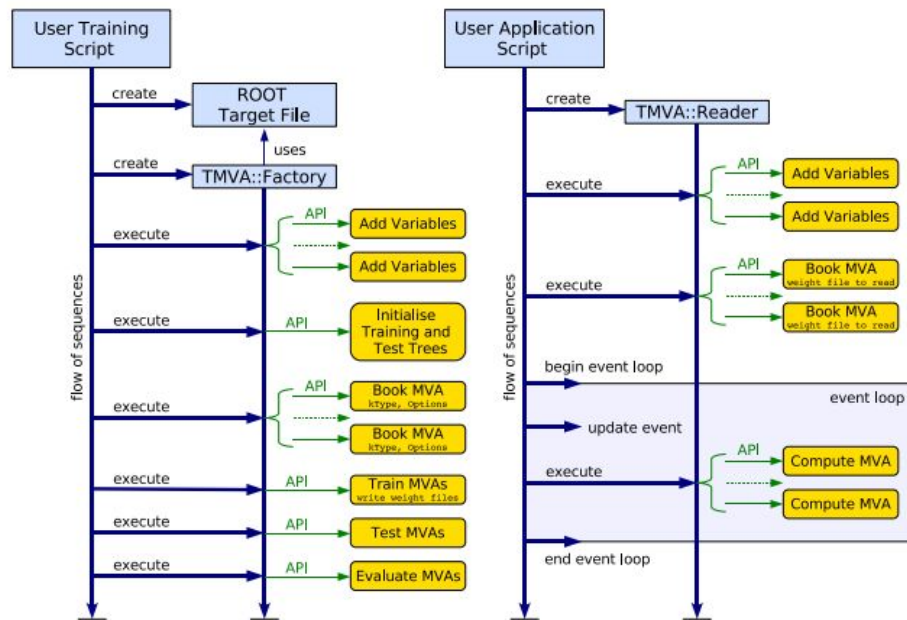 User Training
Script
create
ROOT
Target File
uses
create
TMVA::Factory
execute
API
Add Variables
Add Variables
execute
API
Initialise
Training and
Test Trees
flow of sequences
execute
API
Book MVA
kType, Options
Book MVA
kType, Options
execute
API
Train MVAs
write weight files
execute
API
Test MVAs
execute
API
Evaluate MVAs
User Application
Script
create
TMVA::Reader
execute
API
Add Variables
Add Variables
execute
API
Book MVA
weight file to read
Book MVA
weight file to read
flow of sequences
begin event loop
event loop
update event
execute
API
Compute MVA
Compute MVA
end event loop